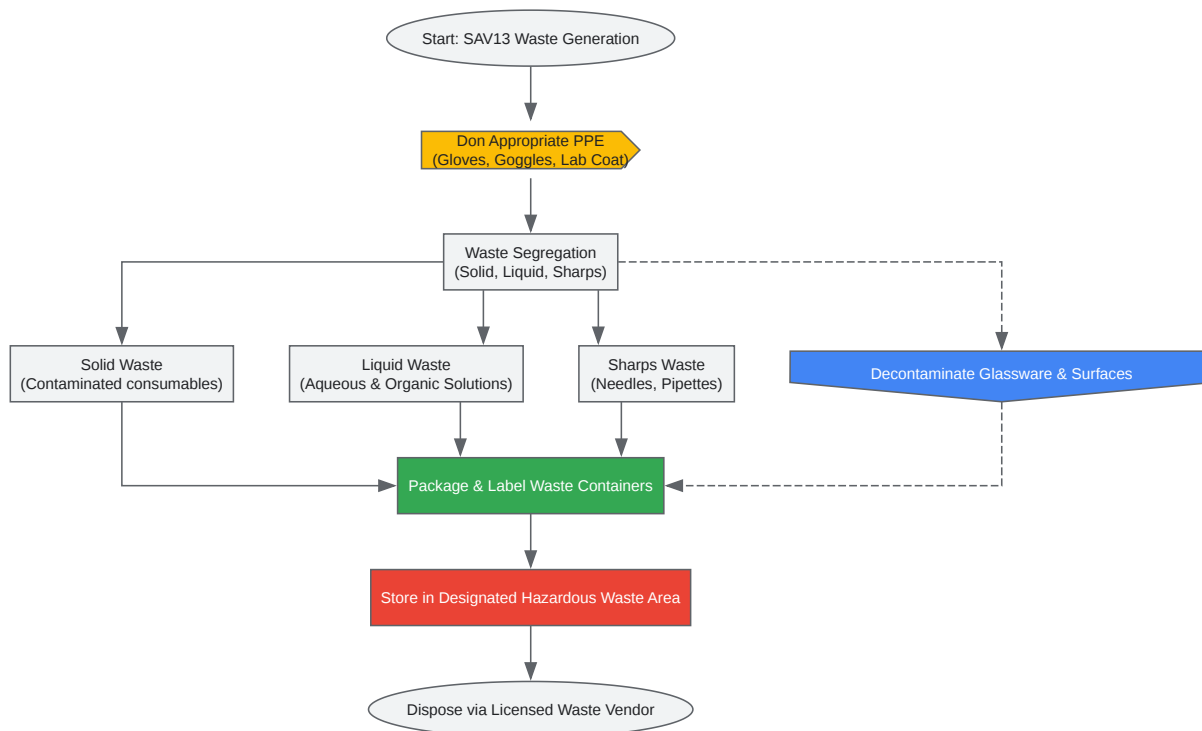 Start: SAV13 Waste Generation
Don Appropriate PPE
(Gloves, Goggles, Lab Coat)
Waste Segregation
(Solid, Liquid, Sharps)
Solid Waste
(Contaminated consumables)
Liquid Waste
(Aqueous & Organic Solutions)
Sharps Waste
(Needles, Pipettes)
Decontaminate Glassware & Surfaces
Package & Label Waste Containers
Store in Designated Hazardous Waste Area
Dispose via Licensed Waste Vendor